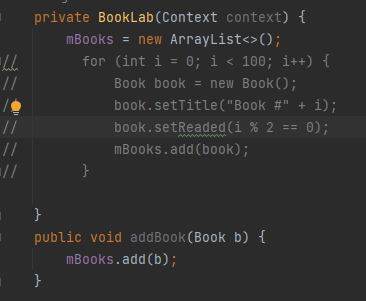 private BookLab(Context context) {
mBooks = new ArrayList<>();
// for (int i = 0; i < 100; i++) {
// Book book = new Book();
// book.setTitle("Book #" + i);
// book.setReaded(i % 2 == 0);
// mBooks.add(book);
// }
}
public void addBook(Book b) {
mBooks.add(b);
}